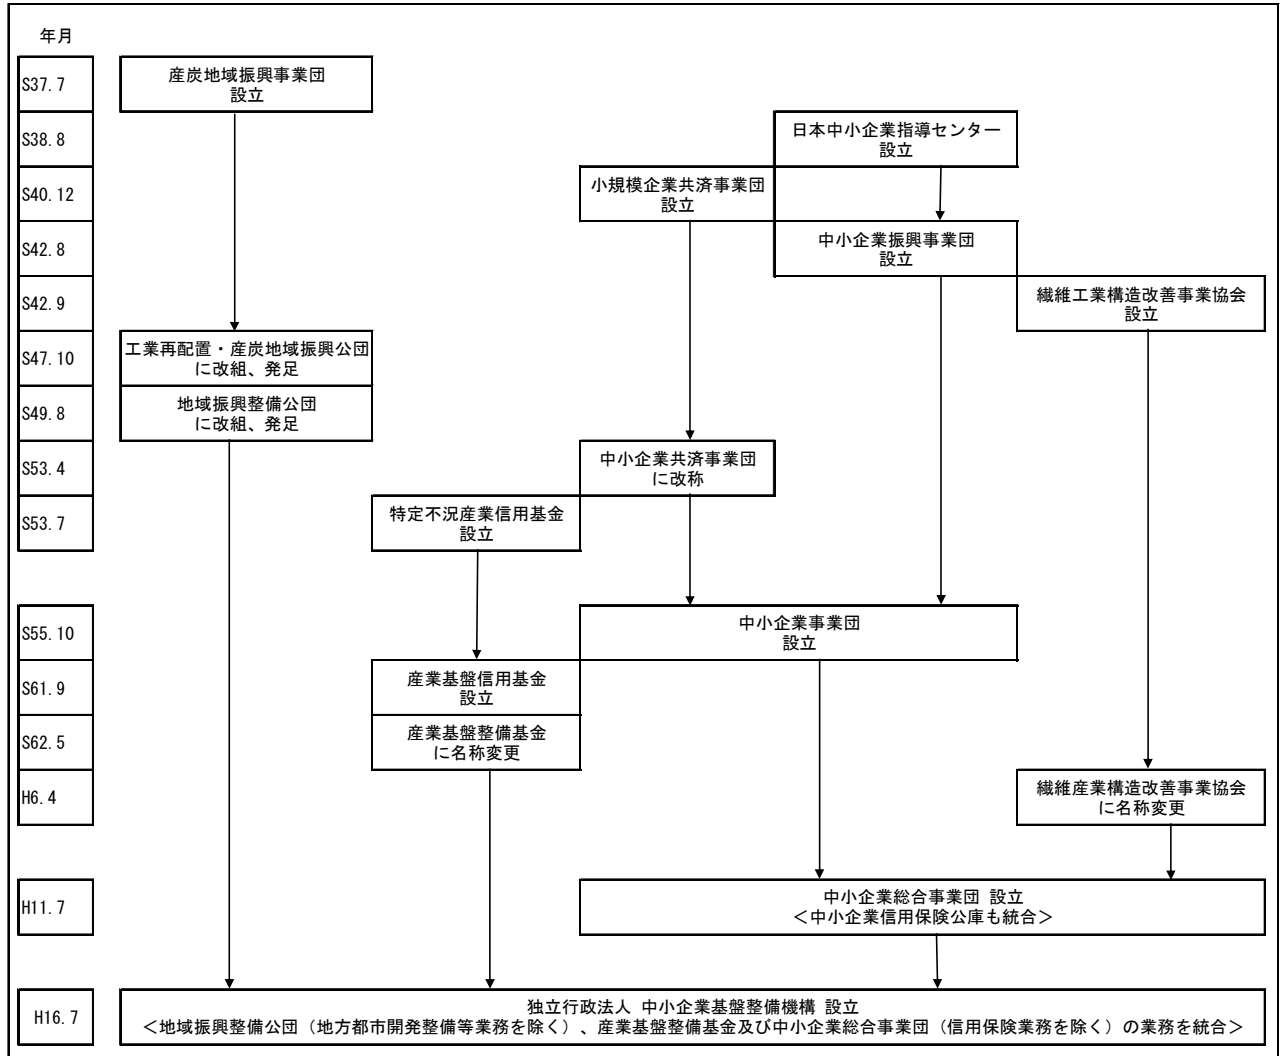 年月
S37.7
産炭地域振興事業団
設立
S38.8
日本中小企業指導センター
設立
S40.12
小規模企業共済事業団
設立
S42.8
中小企業振興事業団
設立
S42.9
繊維工業構造改善事業協会
設立
S47.10
工業再配置・産炭地域振興公団
に改組、発足
S49.8
地域振興整備公団
に改組、発足
S53.4
中小企業共済事業団
に改称
S53.7
特定不況産業信用基金
設立
S55.10
中小企業事業団
設立
S61.9
産業基盤信用基金
設立
S62.5
産業基盤整備基金
に名称変更
H6.4
繊維産業構造改善事業協会
に名称変更
H11.7
中小企業総合事業団 設立
＜中小企業信用保険公庫も統合＞
H16.7
独立行政法人 中小企業基盤整備機構 設立
＜地域振興整備公団（地方都市開発整備等業務を除く）、産業基盤整備基金及び中小企業総合事業団（信用保険業務を除く）の業務を統合＞